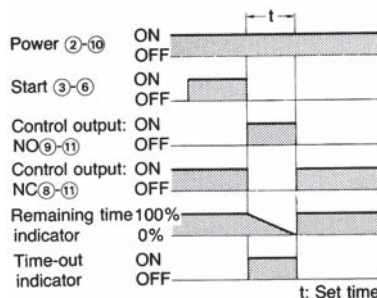 t
Power ②-⑩ ON
OFF
Start ③-⑥ ON
OFF
Control output: ON
NO⑨-⑪ OFF
Control output: ON
NC⑧-⑪ OFF
Remaining time 100%
indicator 0%
Time-out ON
indicator OFF
t: Set time